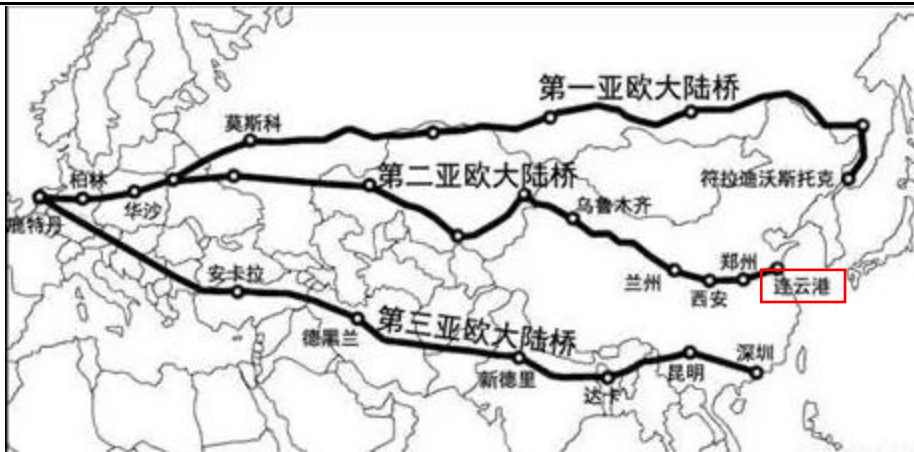 第一亚欧大陆桥
莫斯科
柏林
第二亚欧大陆桥
符拉迪沃斯托克
华沙
鹿特丹
乌鲁木齐
安卡拉
郑州
兰州
西安
连云港
德黑兰
第三亚欧大陆桥
深圳
新德里
昆明
达卡